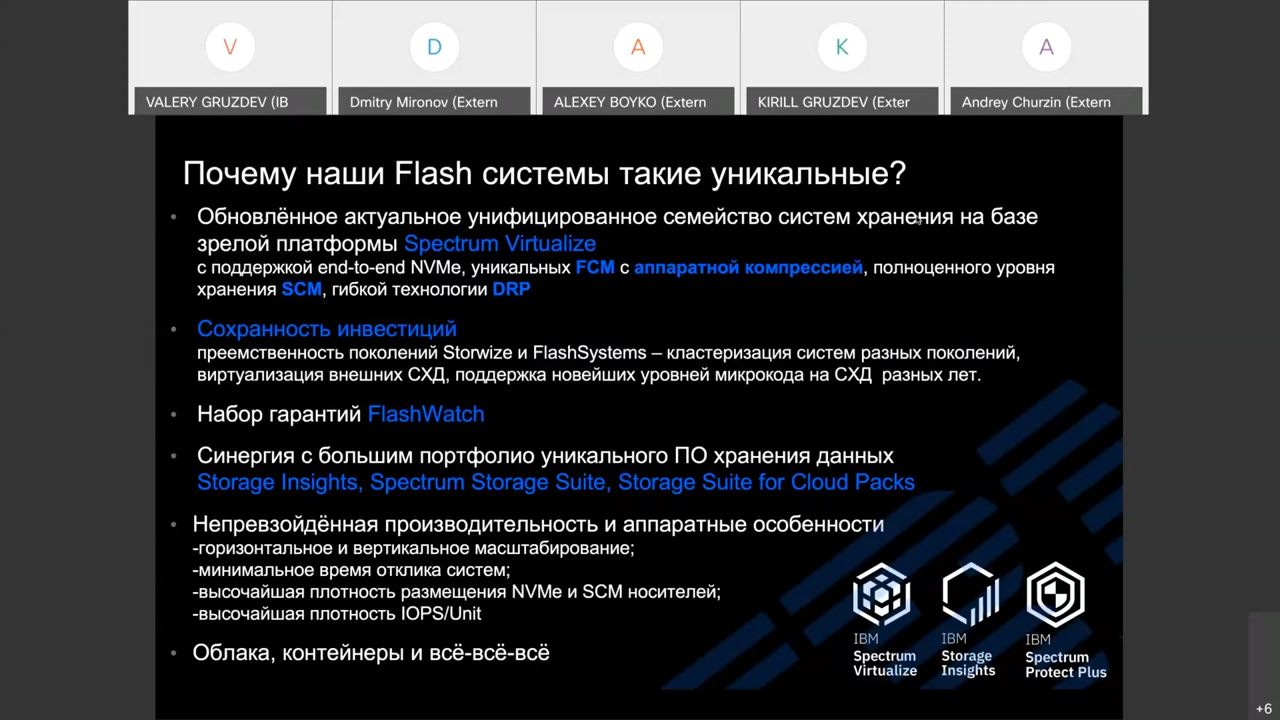 V
D
A
K
A
VALERY GRUZDEV (IB
Dmitry Mironov (Extern
ALEXEY BOYKO (Extern
KIRILL GRUZDEV (Exter
Andrey Churzin (Extern
Почему наши Flash системы такие уникальные?
• Обновлённое актуальное унифицированное семейство систем хранения на базе
зрелой платформы Spectrum Virtualize
с поддержкой end-to-end NVMe, уникальных FCM с аппаратной компрессией, полноценного уровня
хранения SCM, гибкой технологии DRP
• Сохранность инвестиций
преемственность поколений Storwize и FlashSystems – кластеризация систем разных поколений,
виртуализация внешних СХД, поддержка новейших уровней микрокода на СХД разных лет.
• Набор гарантий FlashWatch
• Синергия с большим портфолио уникального ПО хранения данных
Storage Insights, Spectrum Storage Suite, Storage Suite for Cloud Packs
• Непревзойдённая производительность и аппаратные особенности
-горизонтальное и вертикальное масштабирование;
-минимальное время отклика систем;
-высочайшая плотность размещения NVMe и SCM носителей;
-высочайшая плотность IOPS/Unit
• Облака, контейнеры и всё-всё-всё
IBM
Spectrum
Virtualize
IBM
Storage
Insights
IBM
Spectrum
Protect Plus
+6